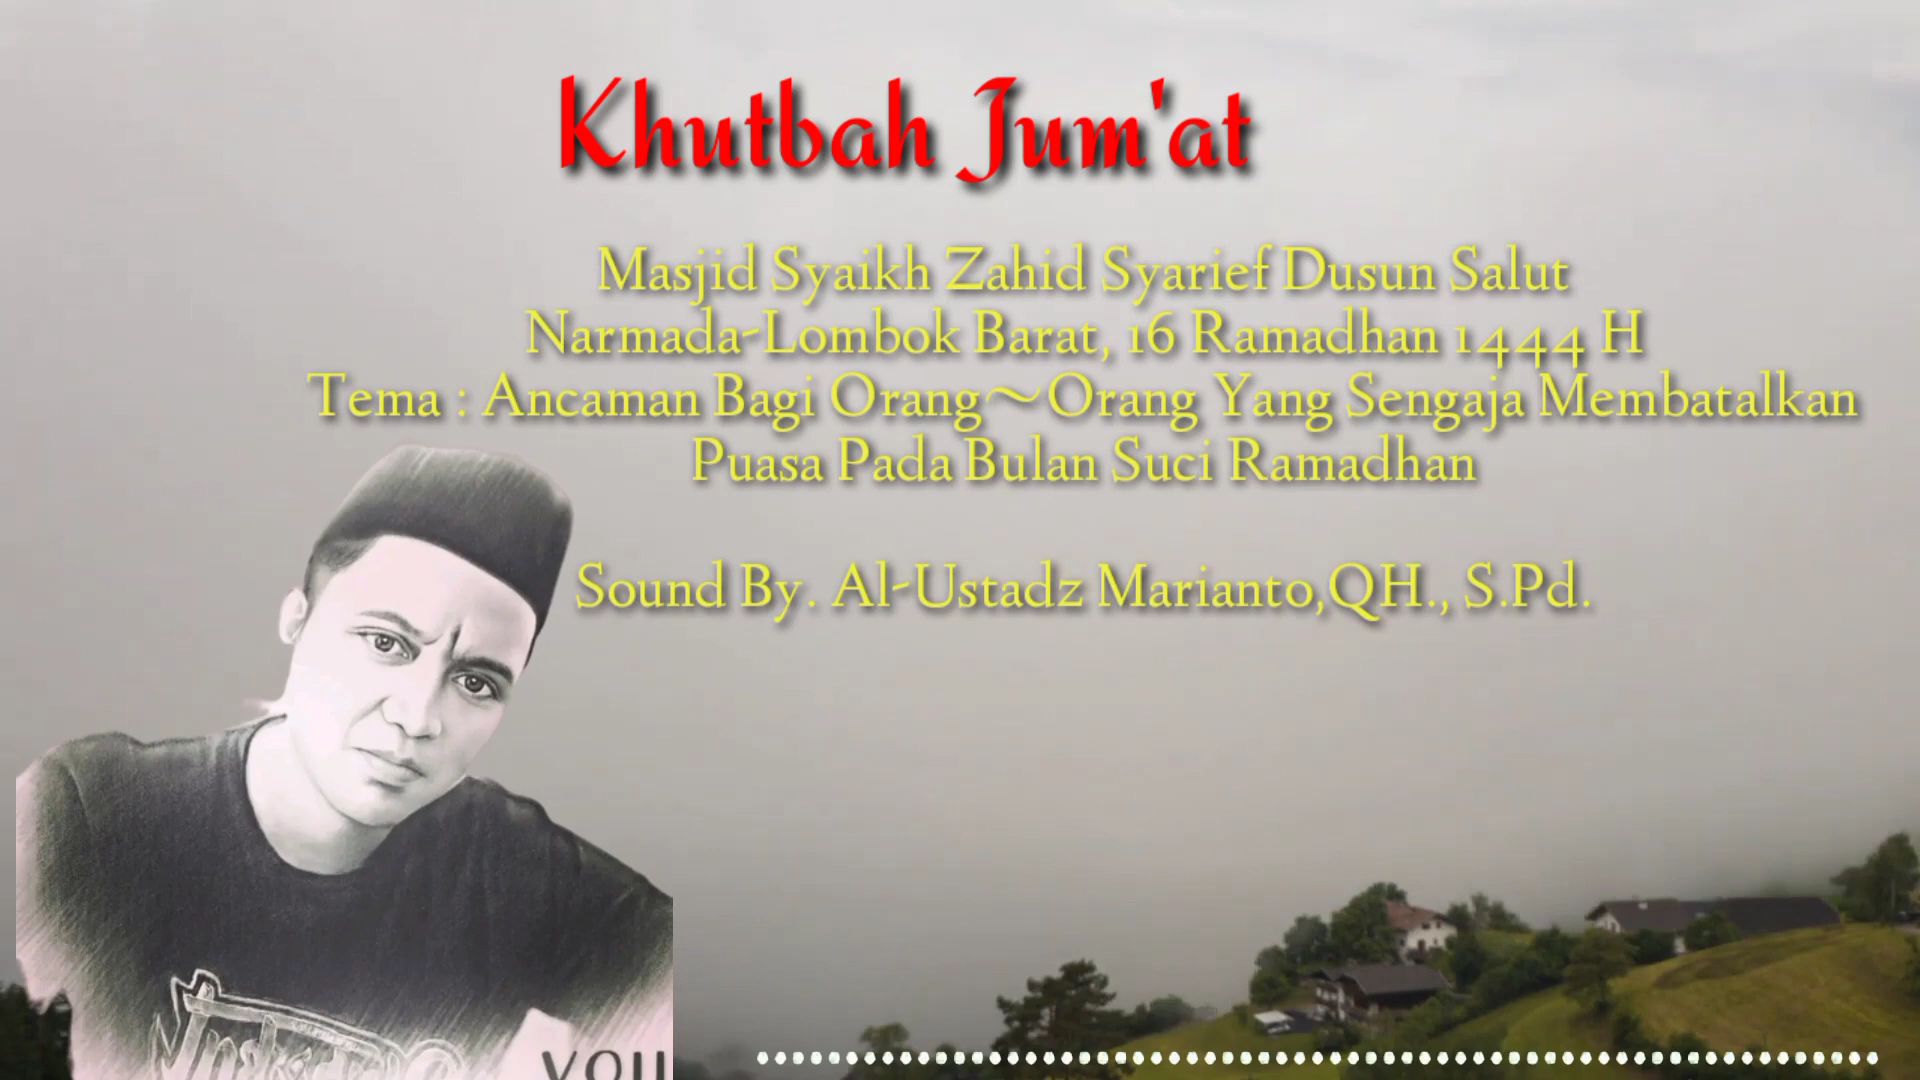 Khutbah Jum'at
Masjid Syaikh Zahid Syarief Dusun Salut
Narmada-Lombok Barat, 16 Ramadhan 1444 H
Tema : Ancaman Bagi Orang~Orang Yang Sengaja Membatalkan
Puasa Pada Bulan Suci Ramadhan
Sound By. Al-Ustadz Marianto,QH., S.Pd.
YOU